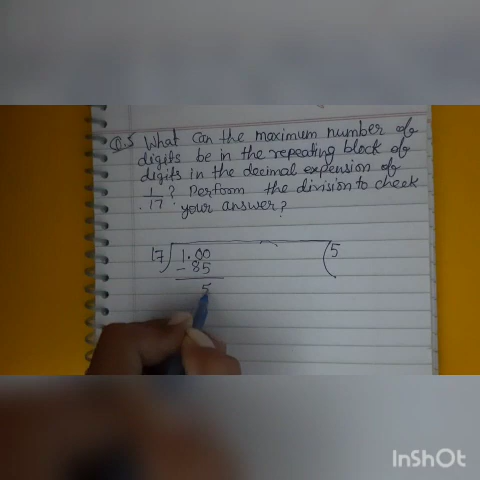 Q.5 What can the maximum number of
digits be in the repeating block of
digits in the decimal expension of
1/17? Perform the division to check
your answer?
17) 1.00 (5
- 85
5
InShOt